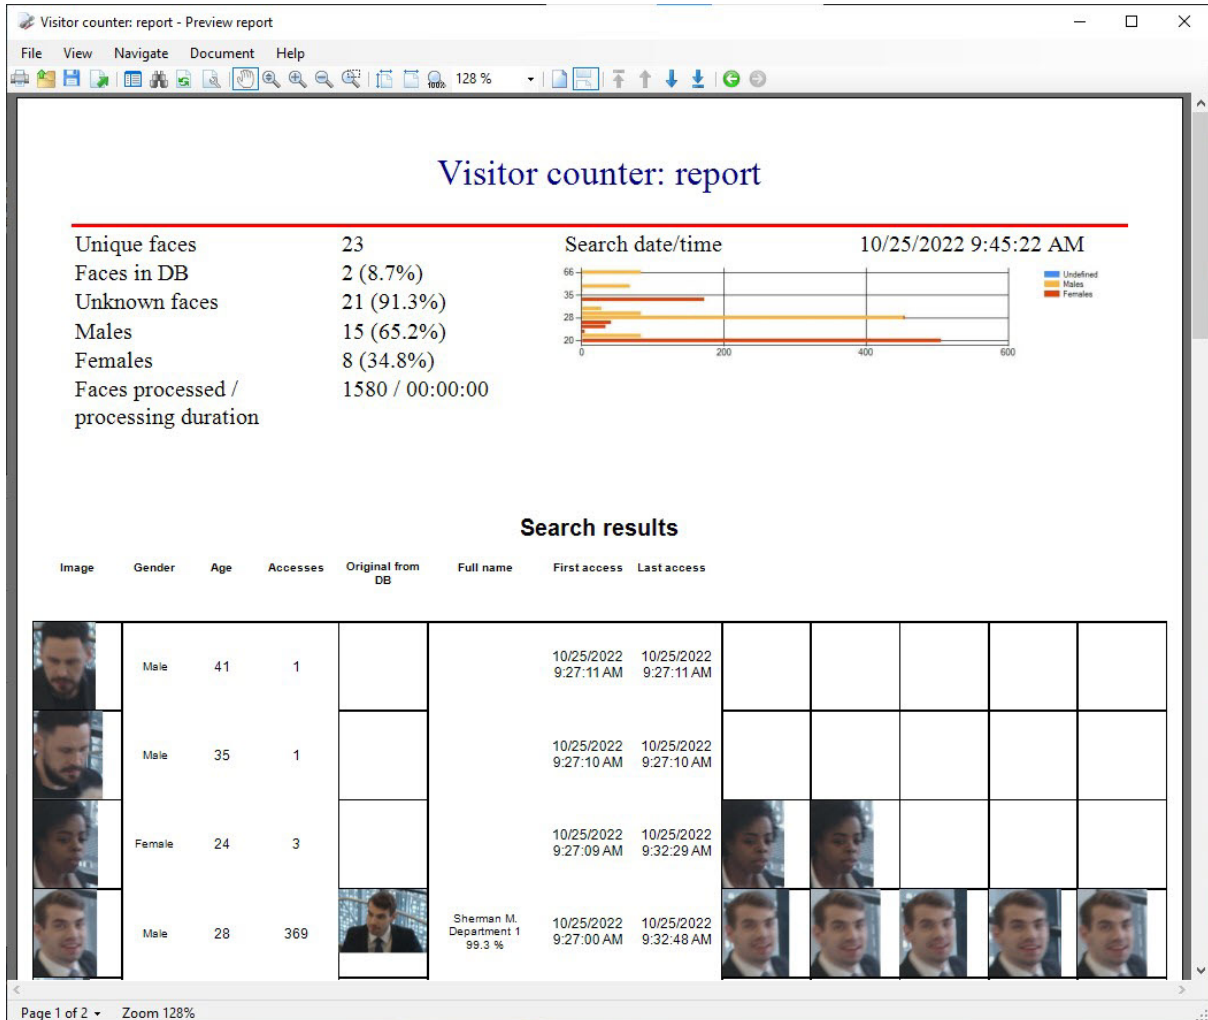 Visitor counter: report - Preview report
File View Navigate Document Help
100% 128 %
Visitor counter: report
Unique faces 23 Search date/time 10/25/2022 9:45:22 AM
Faces in DB 2 (8.7%)
Unknown faces 21 (91.3%)
Males 15 (65.2%)
Females 8 (34.8%)
Faces processed / 1580 / 00:00:00
processing duration
66
35
28
20
0 200 400 600
Undefined
Males
Females
Search results
Image Gender Age Accesses Original from Full name First access Last access
DB
10/25/2022 10/25/2022
Male 41 1 9:27:11 AM 9:27:11 AM
10/25/2022 10/25/2022
Male 35 1 9:27:10 AM 9:27:10 AM
10/25/2022 10/25/2022
Female 24 3 9:27:09 AM 9:32:29 AM
Sherman M. 10/25/2022 10/25/2022
Male 28 369 Department 1 9:27:00 AM 9:32:48 AM
99.3 %
Page 1 of 2 Zoom 128%